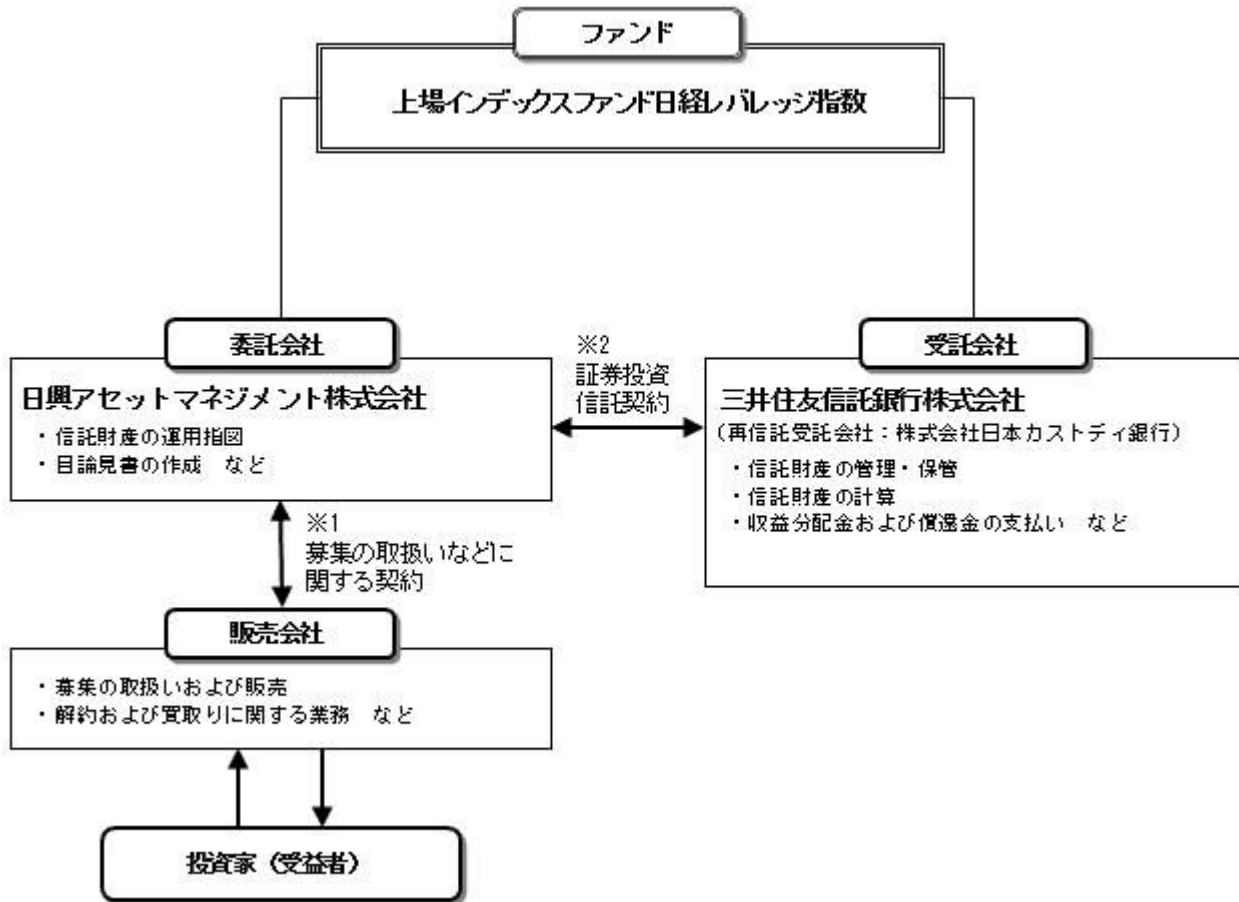 ファンド
上場インデックスファンド日経レバレッジ指数
委託会社
日興アセットマネジメント株式会社
・信託財産の運用指図
・目論見書の作成　など
※2
証券投資
信託契約
受託会社
三井住友信託銀行株式会社
（再信託受託会社：株式会社日本カストディ銀行）
・信託財産の管理・保管
・信託財産の計算
・収益分配金および償還金の支払い　など
※1
募集の取扱いなどに
関する契約
販売会社
・募集の取扱いおよび販売
・解約および買取りに関する業務　など
投資家（受益者）